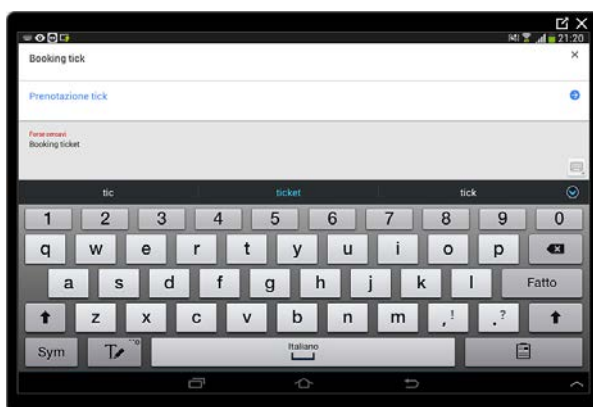 21:20
Booking tick
Prenotazione tick
Forse cercavi
Booking ticket
tic ticket tick
1 2 3 4 5 6 7 8 9 0
q w e r t y u i o p
a s d f g h j k l Fatto
z x c v b n m , ! . ?
Sym T Italiano